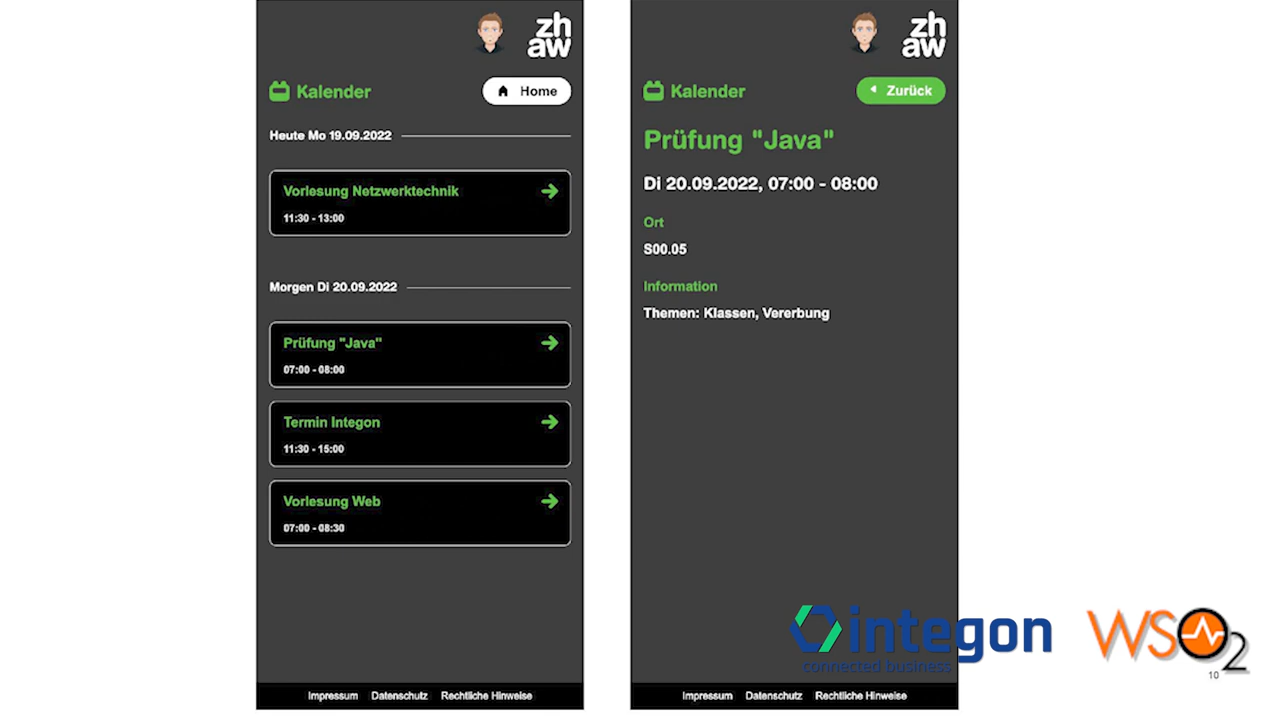 zh
aw
Kalender
Home
Heute Mo 19.09.2022
Vorlesung Netzwerktechnik
11:30 - 13:00
Morgen Di 20.09.2022
Prüfung "Java"
07:00 - 08:00
Termin Integon
11:30 - 15:00
Vorlesung Web
07:00 - 08:30
Impressum Datenschutz Rechtliche Hinweise
zh
aw
Kalender
Zurück
Prüfung "Java"
Di 20.09.2022, 07:00 - 08:00
Ort
S00.05
Information
Themen: Klassen, Vererbung
Impressum Datenschutz Rechtliche Hinweise
integon
connected business
WSO2
10